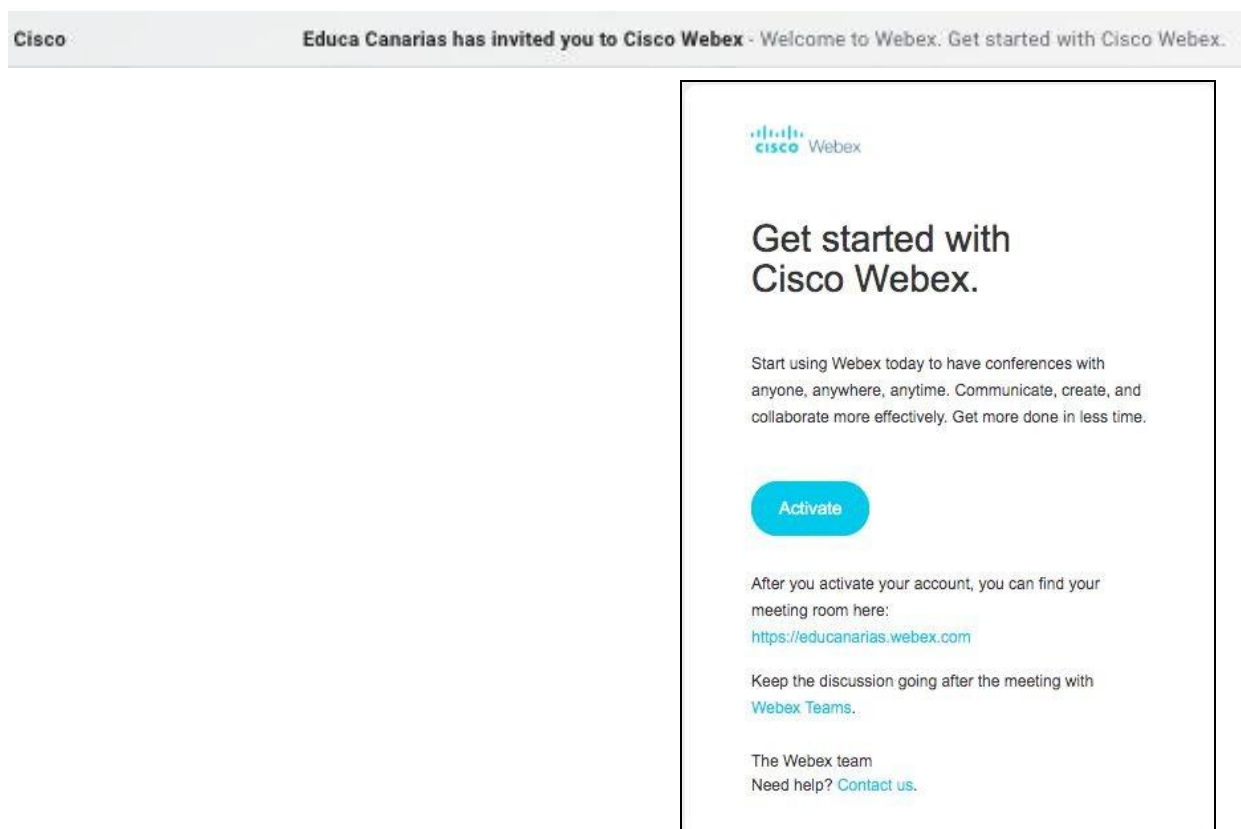 Cisco Educa Canarias has invited you to Cisco Webex - Welcome to Webex. Get started with Cisco Webex.
cisco Webex
Get started with
Cisco Webex.
Start using Webex today to have conferences with
anyone, anywhere, anytime. Communicate, create, and
collaborate more effectively. Get more done in less time.
Activate
After you activate your account, you can find your
meeting room here:
https://educanarias.webex.com
Keep the discussion going after the meeting with
Webex Teams.
The Webex team
Need help? Contact us.